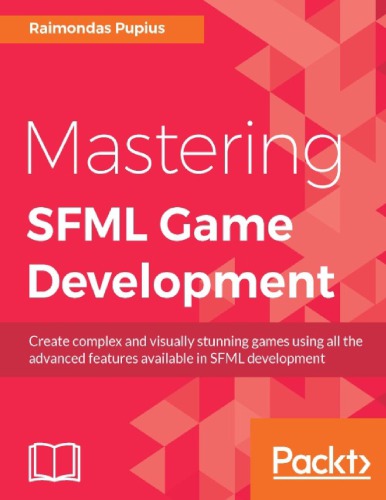 Raimondas Pupius
Mastering
SFML Game
Development
Create complex and visually stunning games using all the
advanced features available in SFML development
Packt>